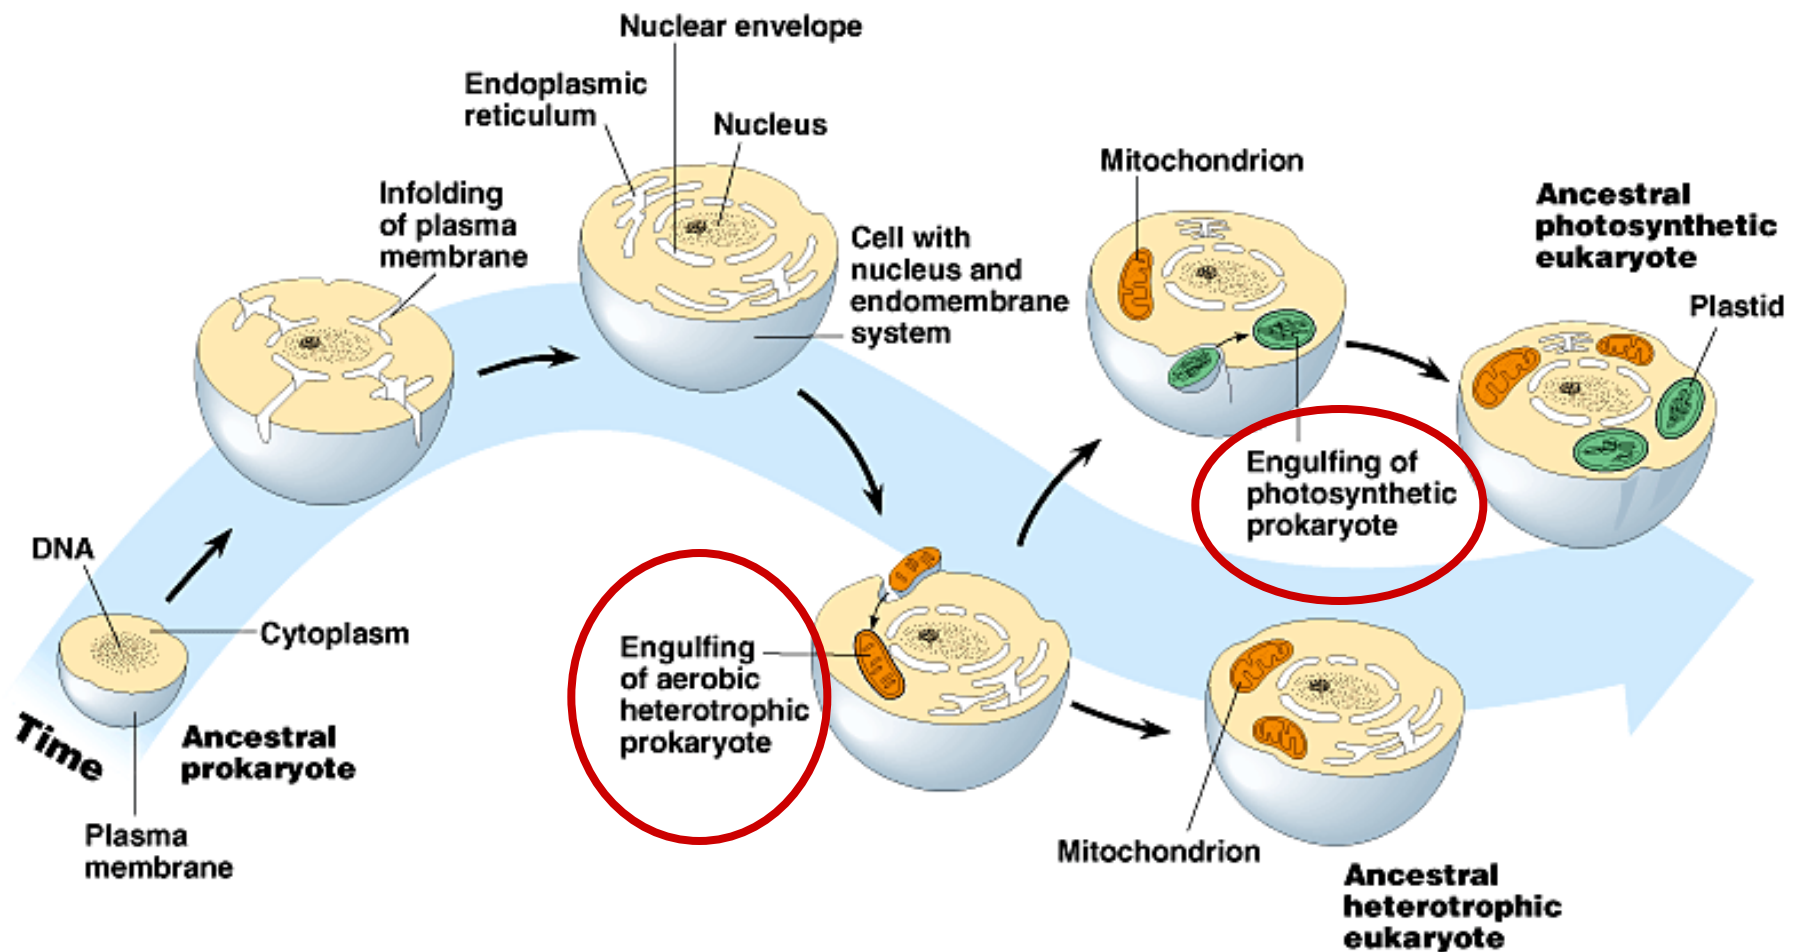 Nuclear envelope
Endoplasmic
reticulum
Nucleus
Infolding
of plasma
membrane
Cell with
nucleus and
endomembrane
system
Mitochondrion
Ancestral
photosynthetic
eukaryote
Plastid
Engulfing of
photosynthetic
prokaryote
DNA
Cytoplasm
Time
Ancestral
prokaryote
Plasma
membrane
Engulfing
of aerobic
heterotrophic
prokaryote
Mitochondrion
Ancestral
heterotrophic
eukaryote